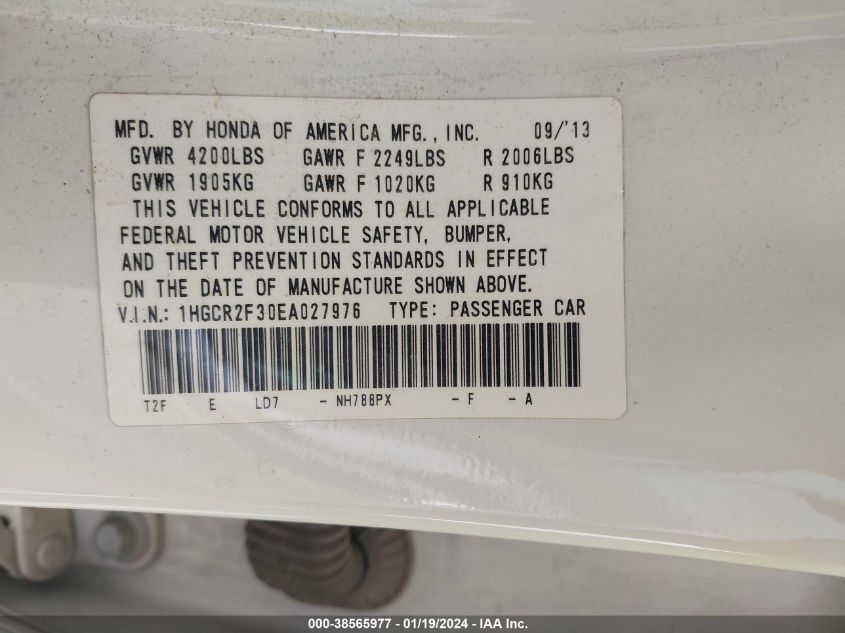 MFD. BY HONDA OF AMERICA MFG., INC. 09/'13
GVWR 4200LBS GAWR F 2249LBS R 2006LBS
GVWR 1905KG GAWR F 1020KG R 910KG
THIS VEHICLE CONFORMS TO ALL APPLICABLE
FEDERAL MOTOR VEHICLE SAFETY, BUMPER,
AND THEFT PREVENTION STANDARDS IN EFFECT
ON THE DATE OF MANUFACTURE SHOWN ABOVE.
V.I.N.: 1HGCR2F30EA027976 TYPE: PASSENGER CAR
T2F E LD7 - NH788PX - F - A
000-38565977 - 01/19/2024 - IAA Inc.